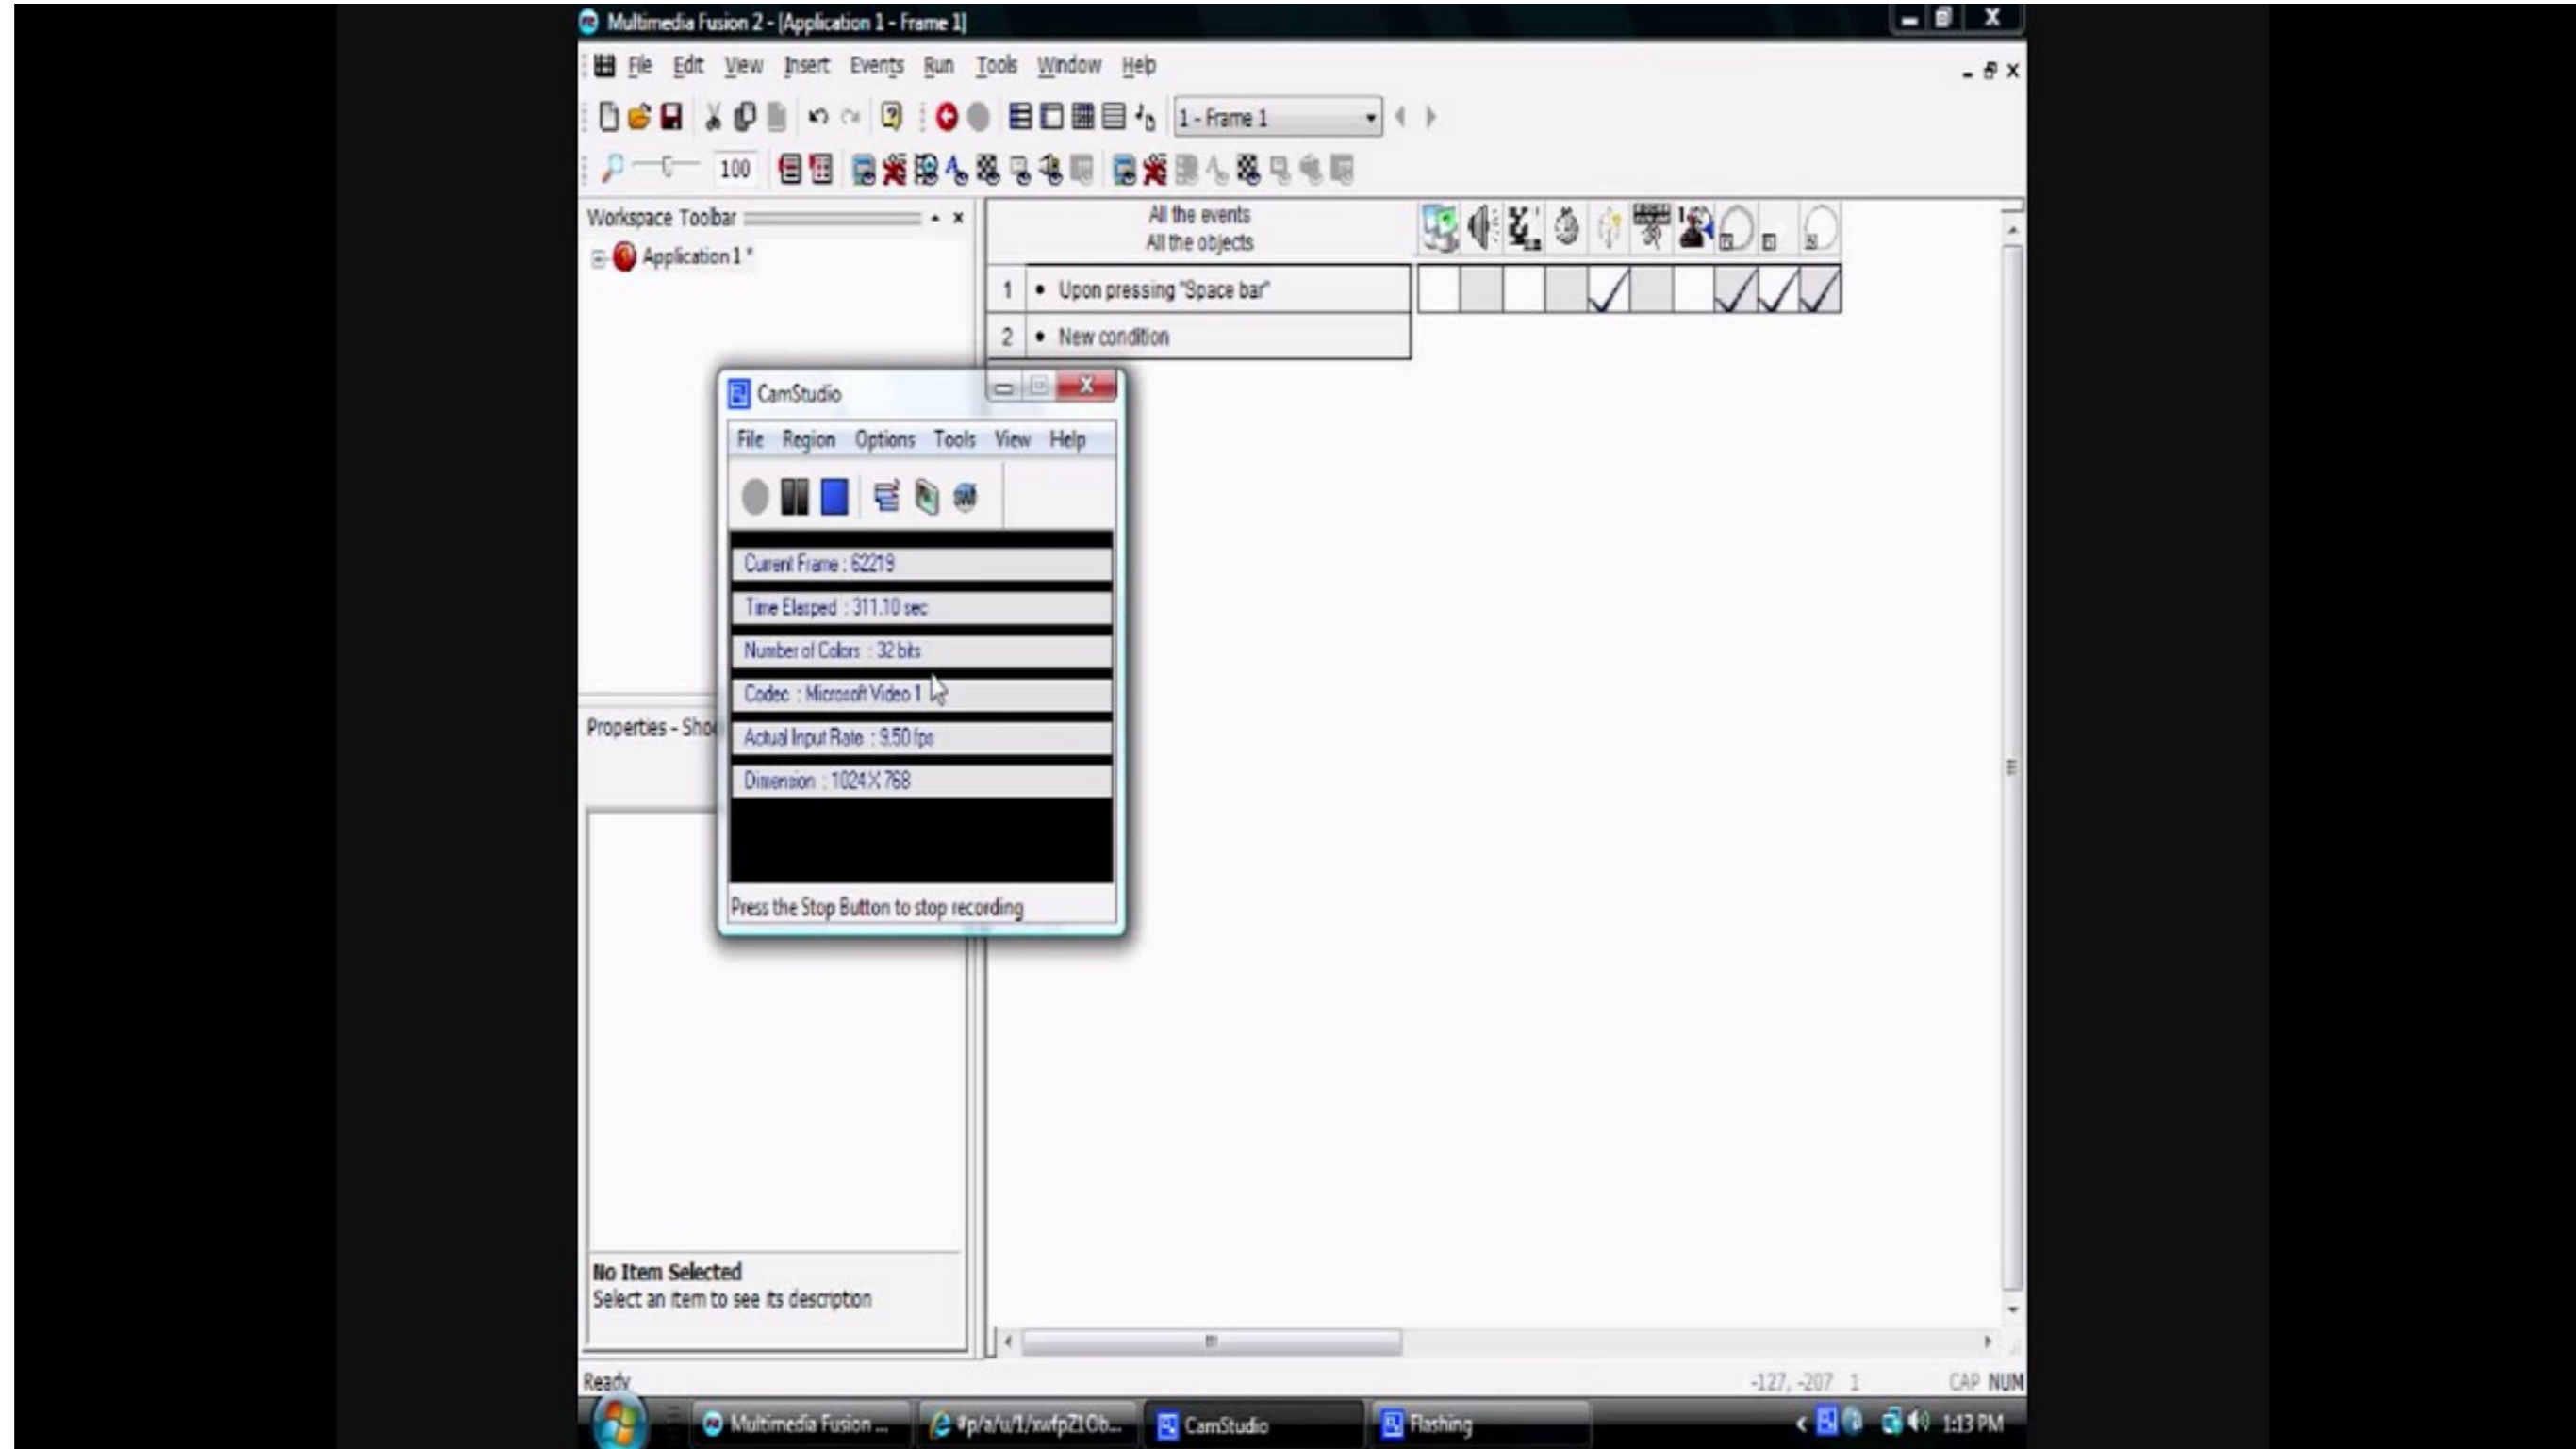 Multimedia Fusion 2 - [Application 1 - Frame 1]
File Edit View Insert Events Run Tools Window Help
1 - Frame 1
100
Workspace Toolbar
All the events
All the objects
Application 1 *
1 • Upon pressing "Space bar"
2 • New condition
CamStudio
File Region Options Tools View Help
Current Frame : 62219
Time Elasped : 311.10 sec
Number of Colors : 32 bits
Codec : Microsoft Video 1
Properties - Shoc
Actual Input Rate : 9.50 fps
Dimension : 1024 X 768
Press the Stop Button to stop recording
No Item Selected
Select an item to see its description
Ready
-127, -207 1 CAP NUM
Multimedia Fusion ... #p/a/u/1/xwfpZ1Ob... CamStudio Flashing 1:13 PM